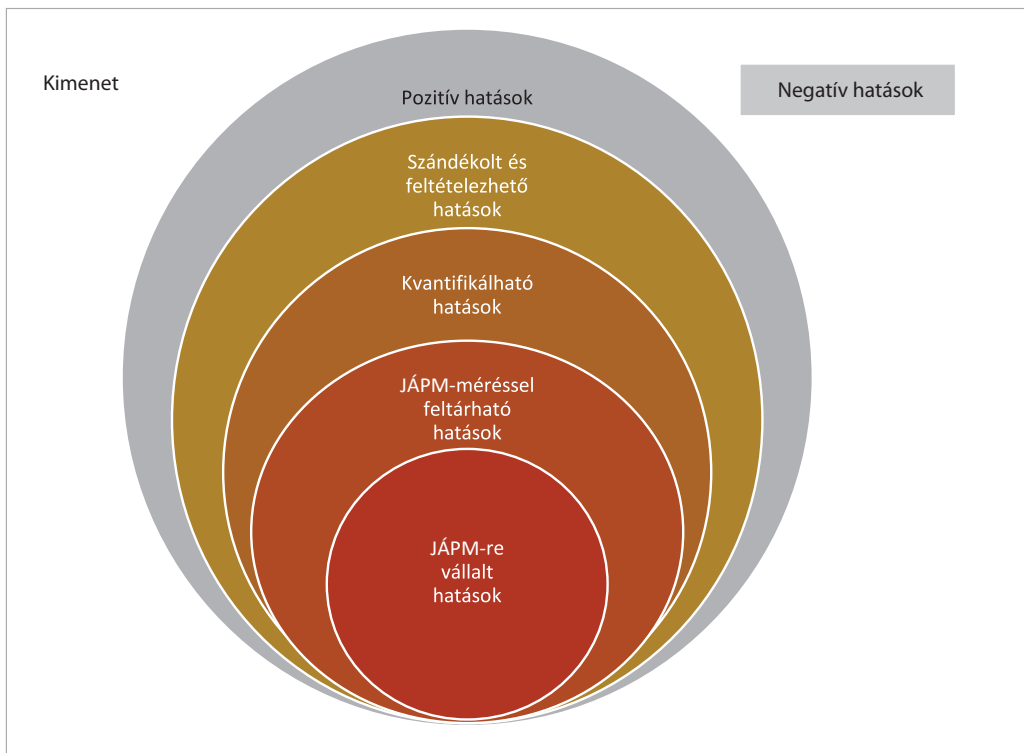 Kimenet
Negatív hatások
Pozitív hatások
Szándékolt és
feltételezhető
hatások
Kvantifikálható
hatások
JÁPM-méréssel
feltárható
hatások
JÁPM-re
vállalt
hatások